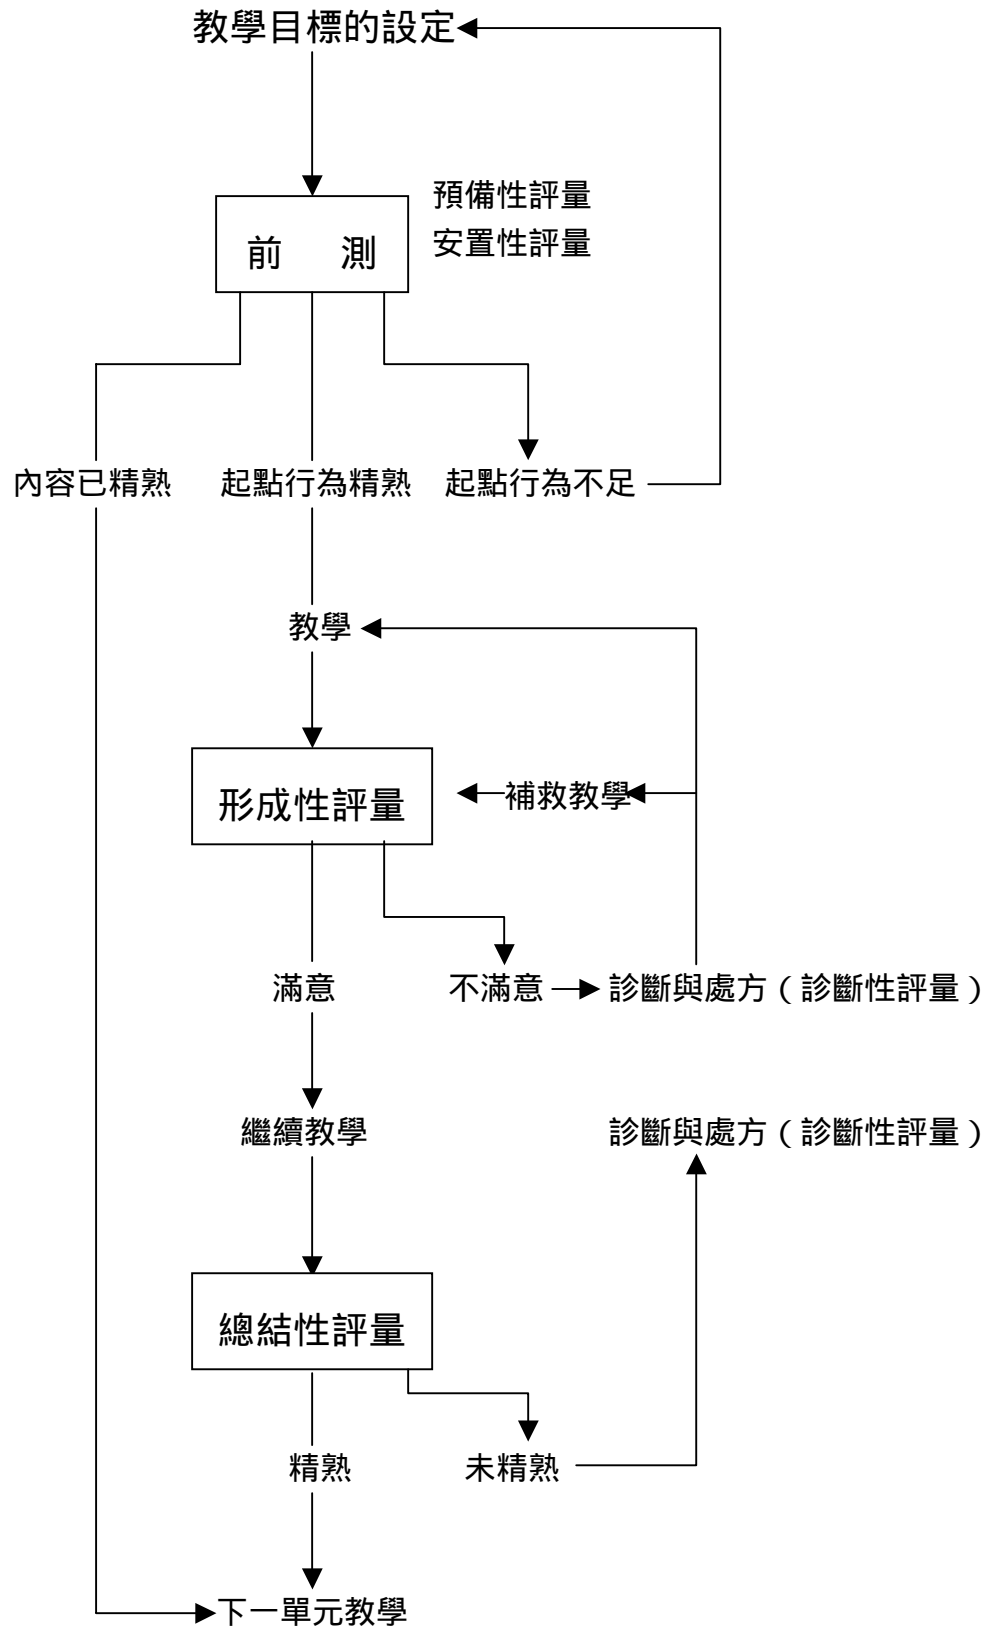 教學目標的設定
預備性評量
前 測
安置性評量
內容已精熟
起點行為精熟
起點行為不足
教學
形成性評量
補救教學
滿意
不滿意
診斷與處方（診斷性評量）
繼續教學
診斷與處方（診斷性評量）
總結性評量
精熟
未精熟
下一單元教學